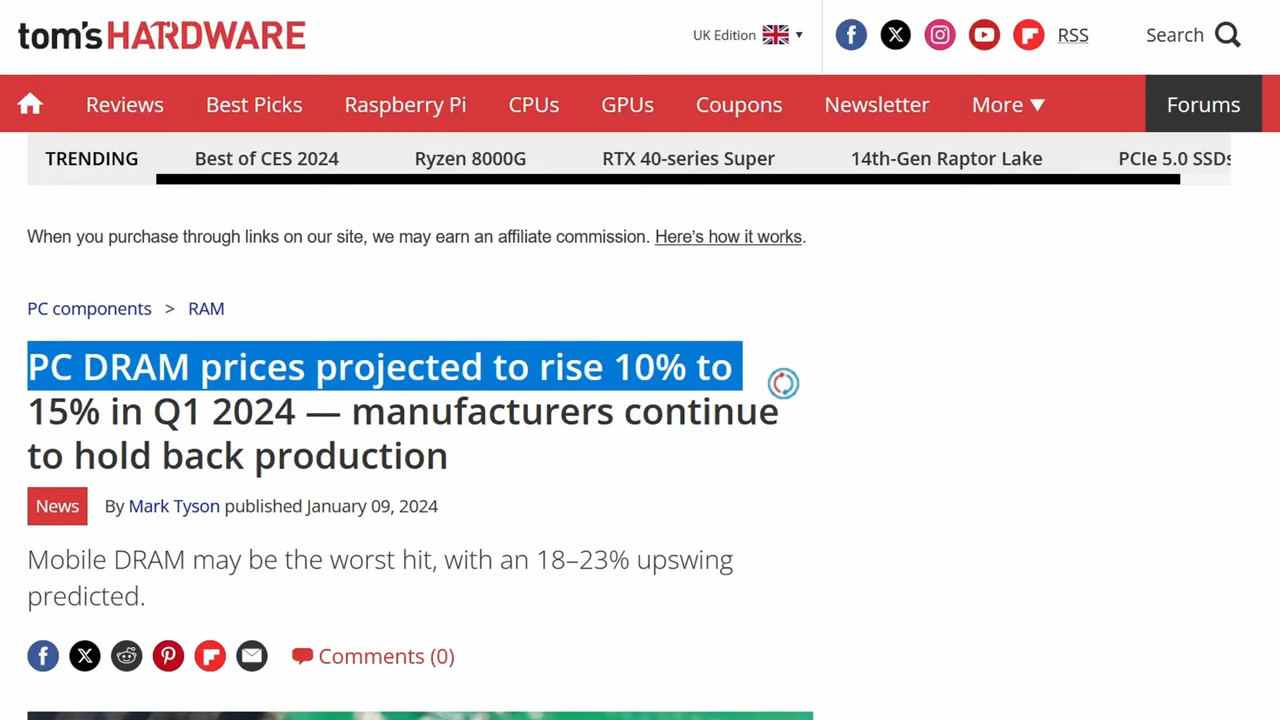 tom'sHARDWARE
UK Edition ▼
RSS
Search
Reviews Best Picks Raspberry Pi CPUs GPUs Coupons Newsletter More ▼ Forums
TRENDING Best of CES 2024 Ryzen 8000G RTX 40-series Super 14th-Gen Raptor Lake PCIe 5.0 SSDs
When you purchase through links on our site, we may earn an affiliate commission. Here's how it works.
PC components > RAM
PC DRAM prices projected to rise 10% to
15% in Q1 2024 — manufacturers continue
to hold back production
News By Mark Tyson published January 09, 2024
Mobile DRAM may be the worst hit, with an 18–23% upswing
predicted.
Comments (0)